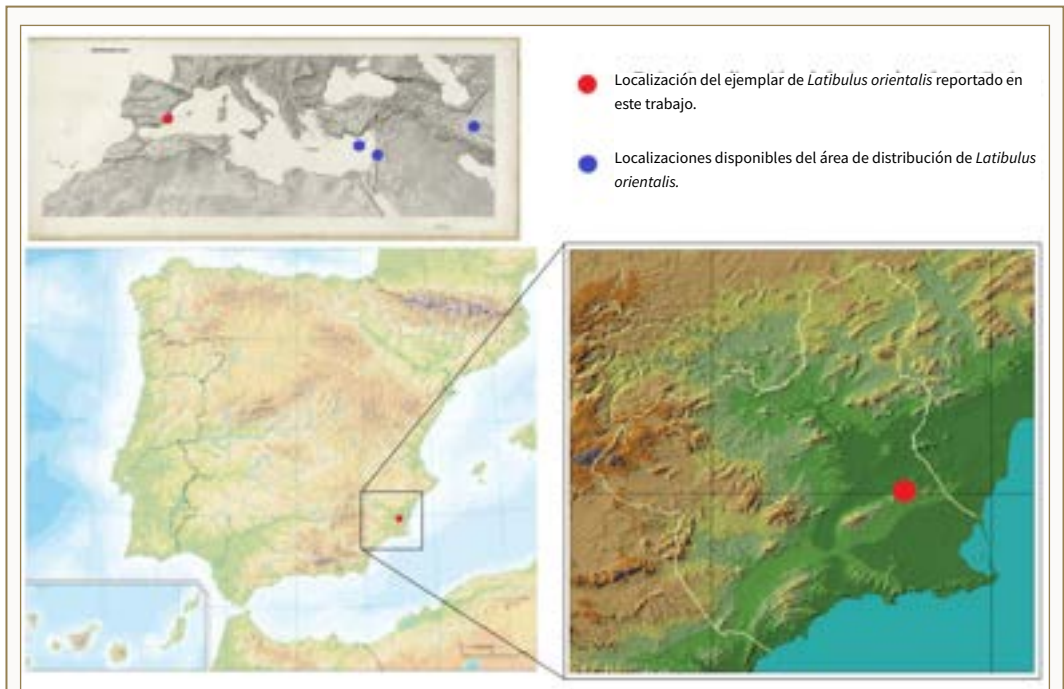 Localización del ejemplar de Latibulus orientalis reportado en
este trabajo.
Localizaciones disponibles del área de distribución de Latibulus
orientalis.